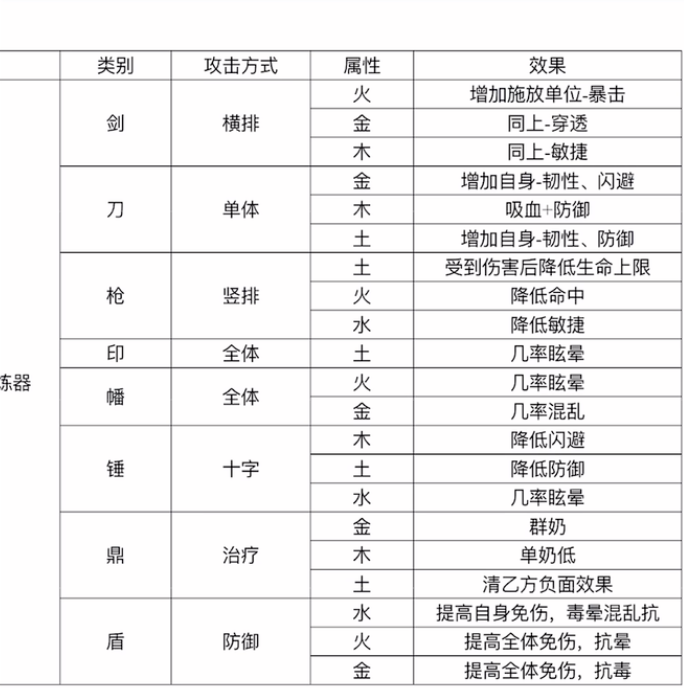 类别 攻击方式 属性 效果
火 增加施放单位-暴击
剑 横排 金 同上-穿透
木 同上-敏捷
金 增加自身-韧性、闪避
刀 单体 木 吸血+防御
土 增加自身-韧性、防御
土 受到伤害后降低生命上限
枪 竖排 火 降低命中
水 降低敏捷
印 全体 土 几率眩晕
炼器
幡 全体 火 几率眩晕
金 几率混乱
木 降低闪避
锤 十字 土 降低防御
水 几率眩晕
金 群奶
鼎 治疗 木 单奶低
土 清乙方负面效果
水 提高自身免伤，毒晕混乱抗
盾 防御 火 提高全体免伤，抗晕
金 提高全体免伤，抗毒